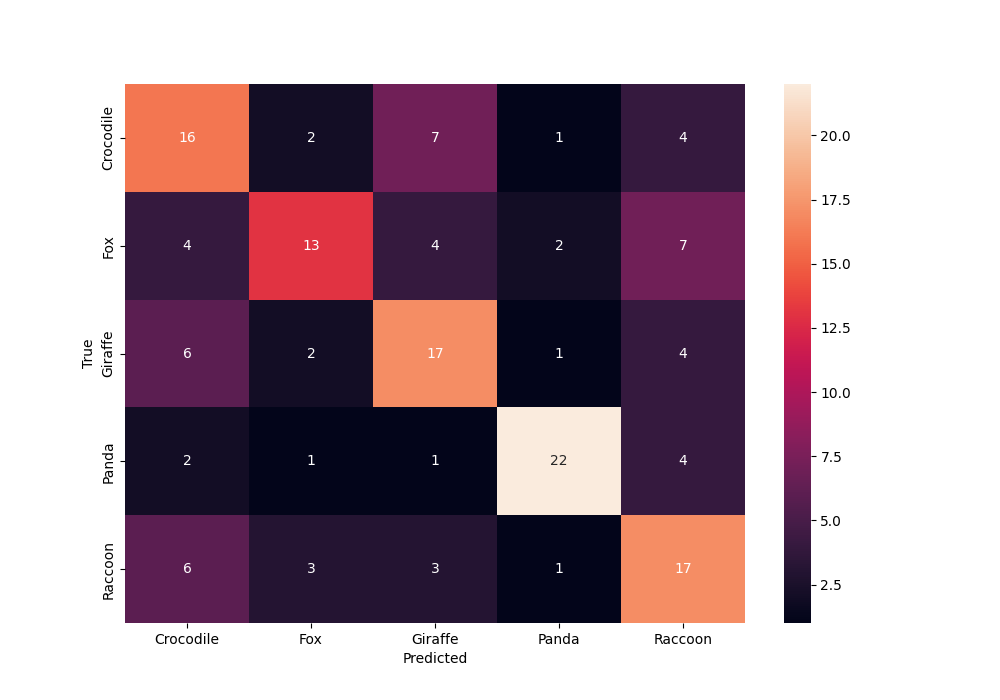 Crocodile 16 2 7 1 4
Fox 4 13 4 2 7
Giraffe 6 2 17 1 4
Panda 2 1 1 22 4
Raccoon 6 3 3 1 17
True
Crocodile Fox Giraffe Panda Raccoon
Predicted
20.0
17.5
15.0
12.5
10.0
7.5
5.0
2.5